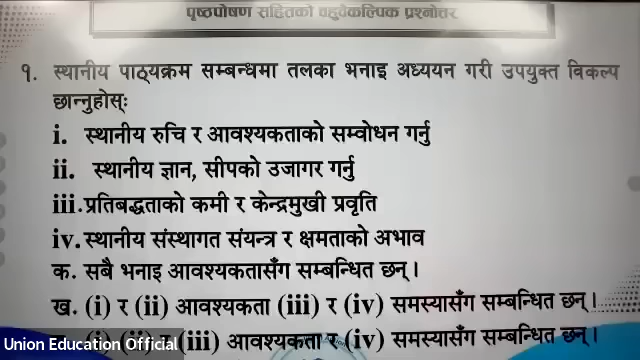 पृष्ठपोषण सहितको वहुवैकल्पिक प्रश्नोत्तर
१. स्थानीय पाठ्यक्रम सम्बन्धमा तलका भनाइ अध्ययन गरी उपयुक्त विकल्प
छान्नुहोस्ः
i. स्थानीय रुचि र आवश्यकताको सम्वोधन गर्नु
ii. स्थानीय ज्ञान, सीपको उजागर गर्नु
iii. प्रतिबद्धताको कमी र केन्द्रमुखी प्रवृति
iv. स्थानीय संस्थागत संयन्त्र र क्षमताको अभाव
क. सबै भनाइ आवश्यकतासँग सम्बन्धित छन्।
ख. (i) र (ii) आवश्यकता (iii) र (iv) समस्यासँग सम्बन्धित छन्।
(i) (ii) र (iii) आवश्यकता र (iv) समस्यासँग सम्बन्धित छन्।
Union Education Official